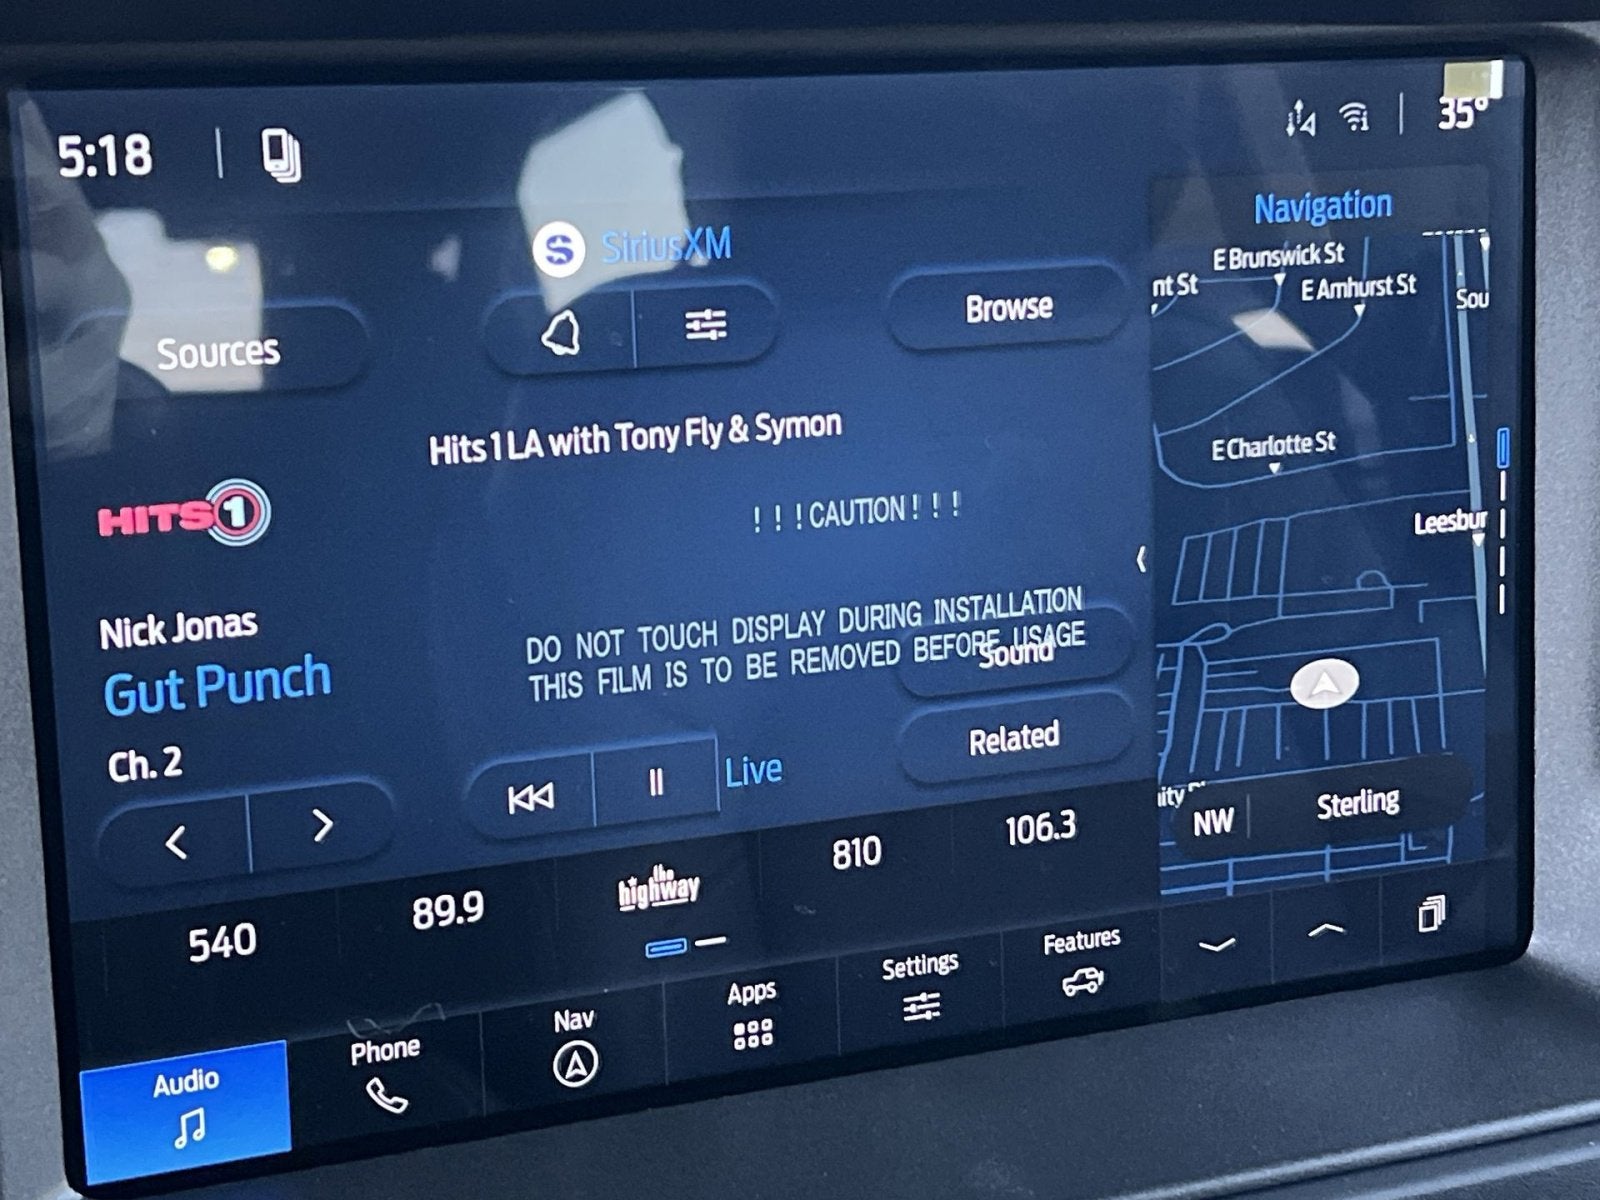 5:18
35°
SiriusXM
Navigation
Sources
Browse
E Brunswick St
nt St
E Amhurst St
Sou
Hits 1 LA with Tony Fly & Symon
E Charlotte St
HITS 1
! ! ! CAUTION ! ! !
Leesbur
Nick Jonas
DO NOT TOUCH DISPLAY DURING INSTALLATION
THIS FILM IS TO BE REMOVED BEFORE USAGE
Sound
Gut Punch
Related
Ch. 2
Live
NW
Sterling
540
89.9
the highway
810
106.3
Audio
Phone
Nav
Apps
Settings
Features